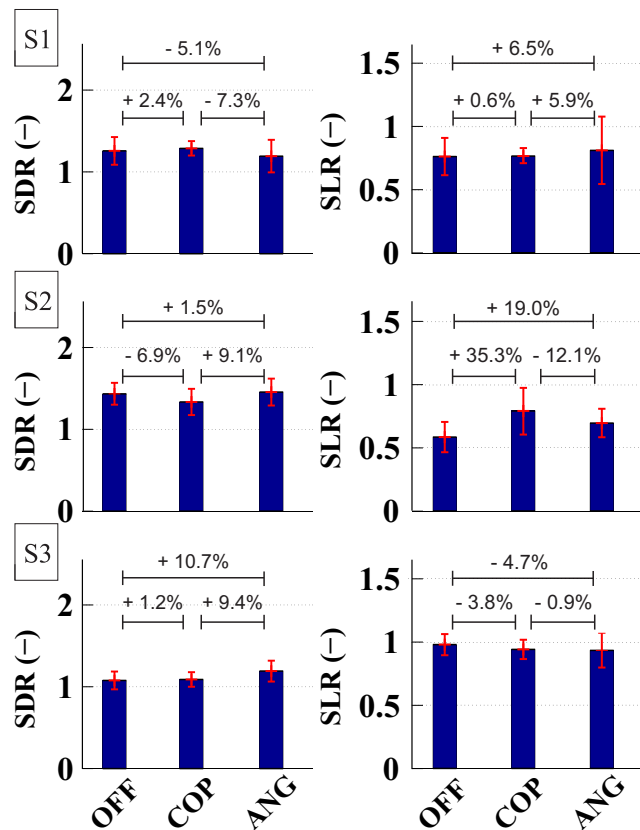 S1
- 5.1%
+ 2.4%
- 7.3%
2
1
0
SDR (−)
+ 6.5%
+ 0.6%
+ 5.9%
1.5
1
0.5
0
SLR (−)
S2
+ 1.5%
- 6.9%
+ 9.1%
2
1
0
SDR (−)
+ 19.0%
+ 35.3%
- 12.1%
1.5
1
0.5
0
SLR (−)
S3
+ 10.7%
+ 1.2%
+ 9.4%
2
1
0
SDR (−)
OFF
COP
ANG
- 4.7%
- 3.8%
- 0.9%
1.5
1
0.5
0
SLR (−)
OFF
COP
ANG